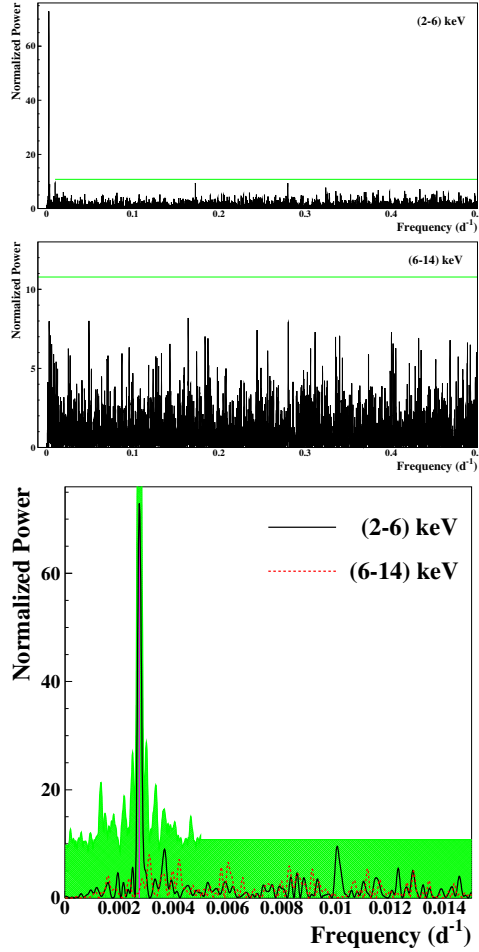 Normalized Power
(2-6) keV
60
40
20
0
0 0.1 0.2 0.3 0.4
Frequency (d-1)
Normalized Power
(6-14) keV
10
5
0
0 0.1 0.2 0.3 0.4
Frequency (d-1)
Normalized Power
(2-6) keV
(6-14) keV
60
40
20
0
0 0.002 0.004 0.006 0.008 0.01 0.012 0.014
Frequency (d-1)